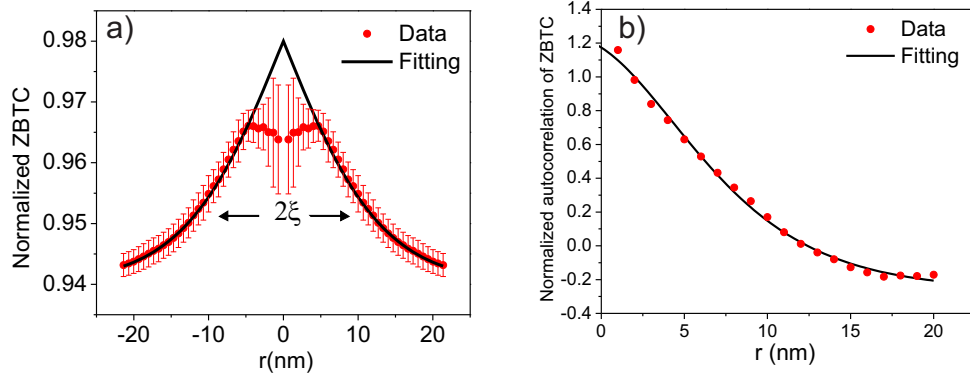 a)
Data
Fitting
2ξ
Normalized ZBTC
0.98
0.97
0.96
0.95
0.94
-20 -10 0 10 20
r(nm)
b)
Data
Fitting
Normalized autocorrelation of ZBTC
1.4
1.2
1.0
0.8
0.6
0.4
0.2
0.0
-0.2
-0.4
0 5 10 15 20
r (nm)